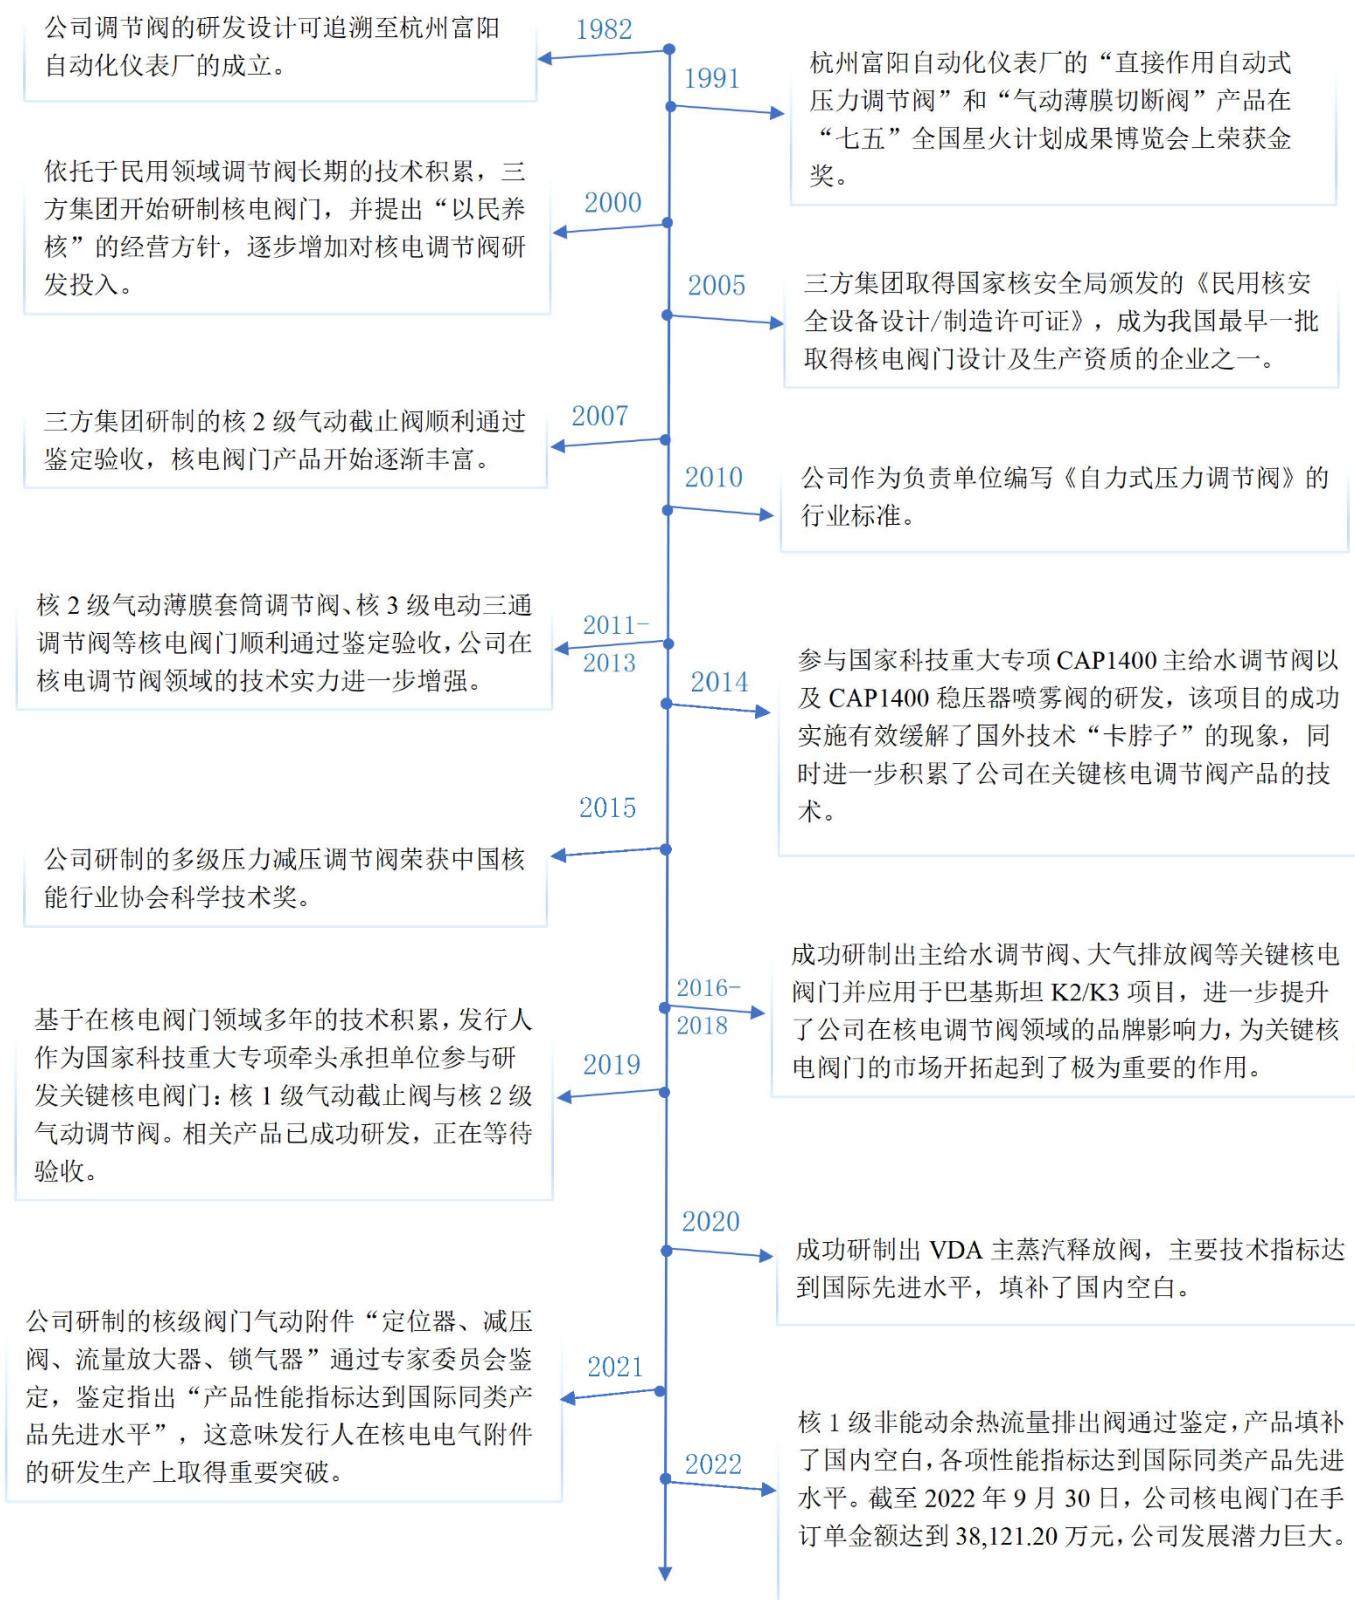 1982
公司调节阀的研发设计可追溯至杭州富阳
自动化仪表厂的成立。
1991
杭州富阳自动化仪表厂的“直接作用自动式
压力调节阀”和“气动薄膜切断阀”产品在
“七五”全国星火计划成果博览会上荣获金
奖。
2000
依托于民用领域调节阀长期的技术积累，三
方集团开始研制核电阀门，并提出“以民养
核”的经营方针，逐步增加对核电调节阀研
发投入。
2005
三方集团取得国家核安全局颁发的《民用核安
全设备设计/制造许可证》，成为我国最早一批
取得核电阀门设计及生产资质的企业之一。
2007
三方集团研制的核 2 级气动截止阀顺利通过
鉴定验收，核电阀门产品开始逐渐丰富。
2010
公司作为负责单位编写《自力式压力调节阀》的
行业标准。
2011-
2013
核 2 级气动薄膜套筒调节阀、核 3 级电动三通
调节阀等核电阀门顺利通过鉴定验收，公司在
核电调节阀领域的技术实力进一步增强。
2014
参与国家科技重大专项 CAP1400 主给水调节阀以
及 CAP1400 稳压器喷雾阀的研发，该项目的成功
实施有效缓解了国外技术“卡脖子”的现象，同
时进一步积累了公司在关键核电调节阀产品的技
术。
2015
公司研制的多级压力减压调节阀荣获中国核
能行业协会科学技术奖。
2016-
2018
成功研制出主给水调节阀、大气排放阀等关键核电
阀门并应用于巴基斯坦 K2/K3 项目，进一步提升
了公司在核电调节阀领域的品牌影响力，为关键核
电阀门的市场开拓起到了极为重要的作用。
2019
基于在核电阀门领域多年的技术积累，发行人
作为国家科技重大专项牵头承担单位参与研
发关键核电阀门：核 1 级气动截止阀与核 2 级
气动调节阀。相关产品已成功研发，正在等待
验收。
2020
成功研制出 VDA 主蒸汽释放阀，主要技术指标达
到国际先进水平，填补了国内空白。
2021
公司研制的核级阀门气动附件“定位器、减压
阀、流量放大器、锁气器”通过专家委员会鉴
定，鉴定指出“产品性能指标达到国际同类产
品先进水平”，这意味发行人在核电电气附件
的研发生产上取得重要突破。
2022
核 1 级非能动余热流量排出阀通过鉴定，产品填补
了国内空白，各项性能指标达到国际同类产品先进
水平。截至 2022 年 9 月 30 日，公司核电阀门在手
订单金额达到 38,121.20 万元，公司发展潜力巨大。